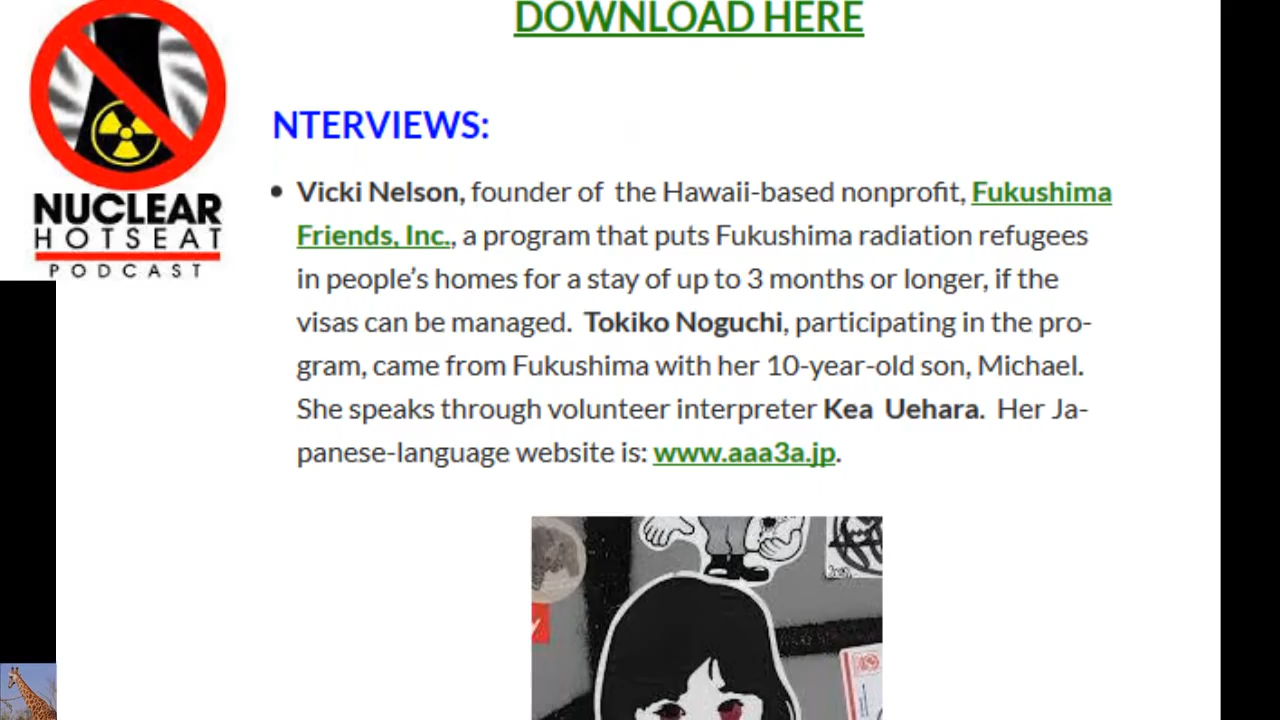 DOWNLOAD HERE
NUCLEAR
HOTSEAT
PODCAST
NTERVIEWS:
Vicki Nelson, founder of the Hawaii-based nonprofit, Fukushima
Friends, Inc., a program that puts Fukushima radiation refugees
in people’s homes for a stay of up to 3 months or longer, if the
visas can be managed. Tokiko Noguchi, participating in the pro-
gram, came from Fukushima with her 10-year-old son, Michael.
She speaks through volunteer interpreter Kea Uehara. Her Ja-
panese-language website is: www.aaa3a.jp.